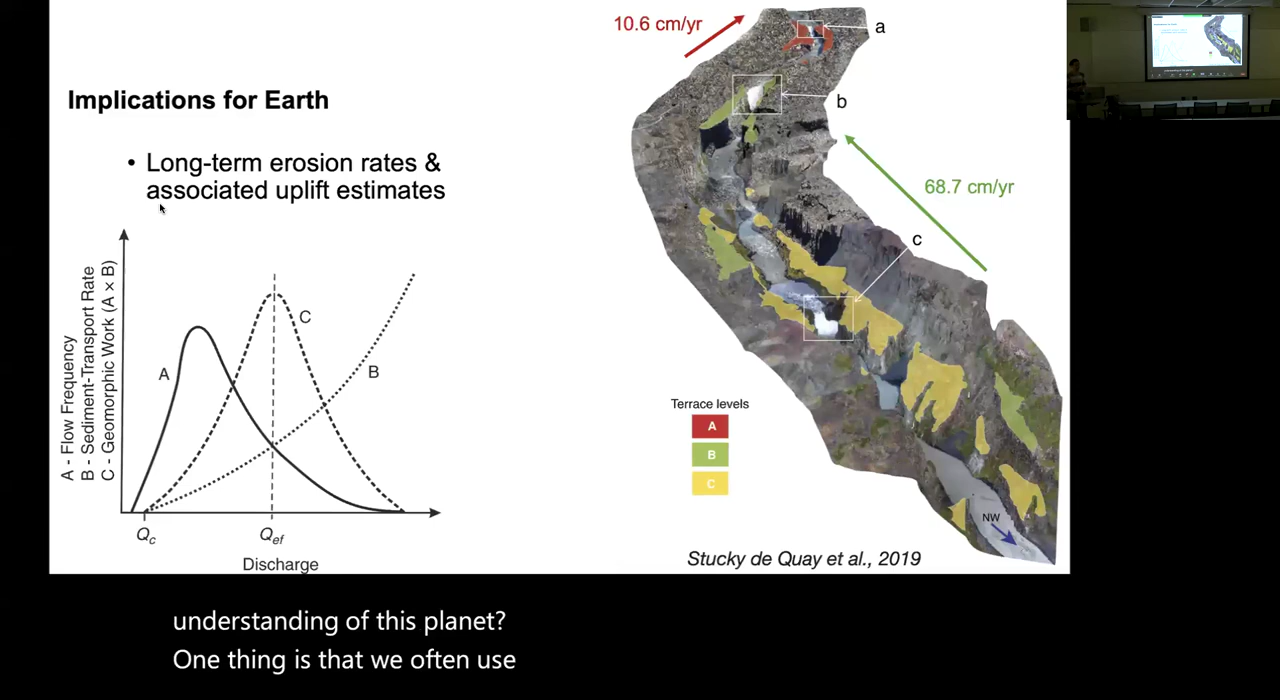 Implications for Earth
• Long-term erosion rates &
associated uplift estimates
A - Flow Frequency
B - Sediment-Transport Rate
C - Geomorphic Work (A × B)
A
C
B
Qc
Qef
Discharge
10.6 cm/yr
a
b
68.7 cm/yr
c
Terrace levels
A
B
C
NW
Stucky de Quay et al., 2019
understanding of this planet?
One thing is that we often use